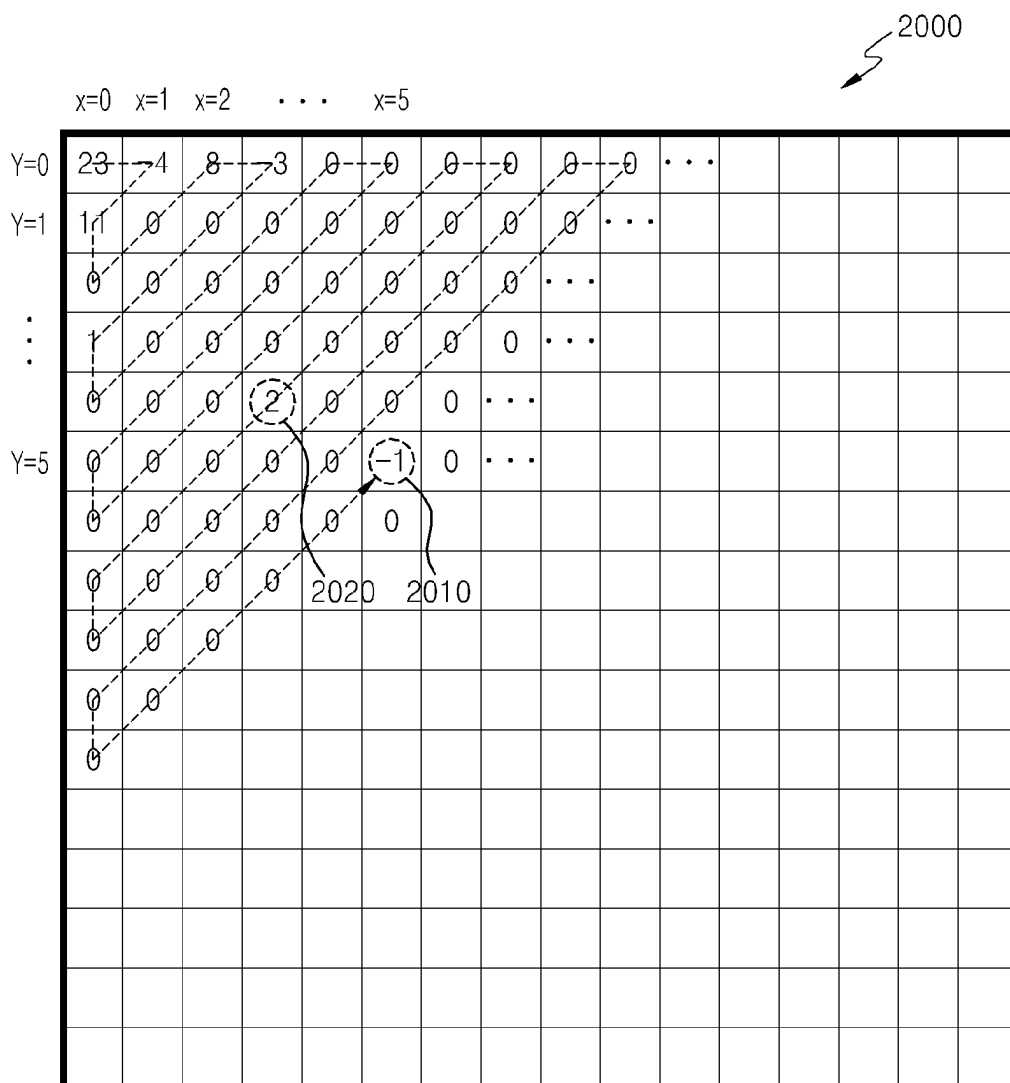 2000
x=0 x=1 x=2 ··· x=5
Y=0 23 4 8 3 0 0 0 0 0 0 ···
Y=1 11 0 0 0 0 0 0 0 0 ···
0 0 0 0 0 0 0 0 ···
1 0 0 0 0 0 0 0 ···
0 0 0 2 0 0 0 ···
Y=5 0 0 0 0 0 -1 0 ···
0 0 0 0 0 0
0 0 0 0
2020 2010
0 0 0
0 0
0